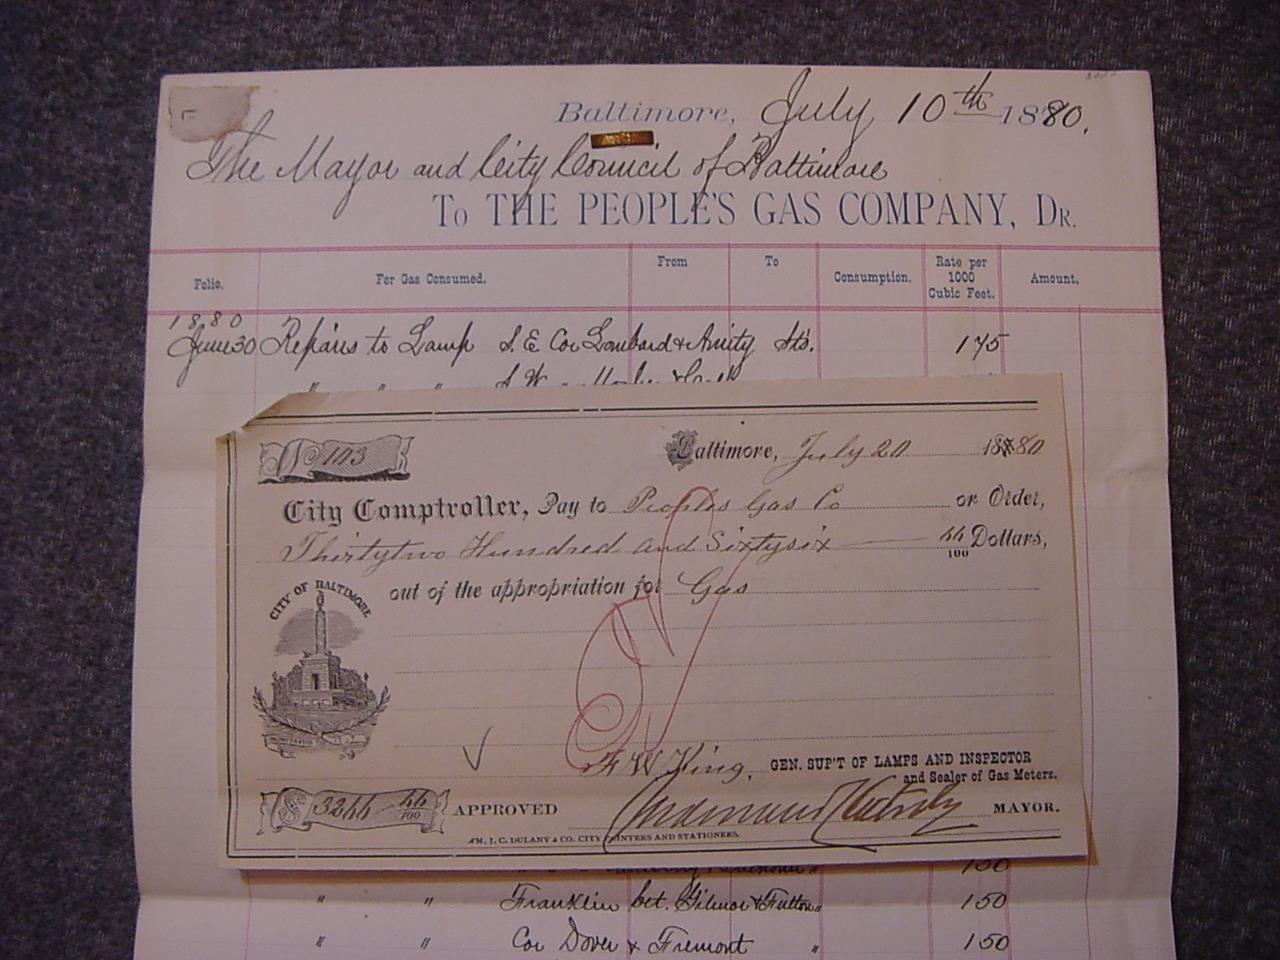 Baltimore, July 10th 1880.
The Mayor and City Council of Baltimore
TO THE PEOPLE'S GAS COMPANY, DR.
Folio. For Gas Consumed. From To Consumption. Rate per 1000 Cubic Feet. Amount.
1880
June 30 Repairs to Lamp S. E Cor Lombard & Amity Sts. 175
" " " S. W "
No 103
Baltimore, July 20 1880
City Comptroller, Pay to Peoples Gas Co or Order,
Thirtytwo Hundred and Sixtysix 66/100 Dollars,
out of the appropriation for Gas
CITY OF BALTIMORE
F W King, GEN. SUP'T OF LAMPS AND INSPECTOR
and Sealer of Gas Meters.
$ 3266 66/100 APPROVED MAYOR.
WM. J. C. DULANY & CO. CITY PRINTERS AND STATIONERS.
150
" " Franklin bet. Gilmor & Fulton " 150
" " Cor Dover & Fremont " 150